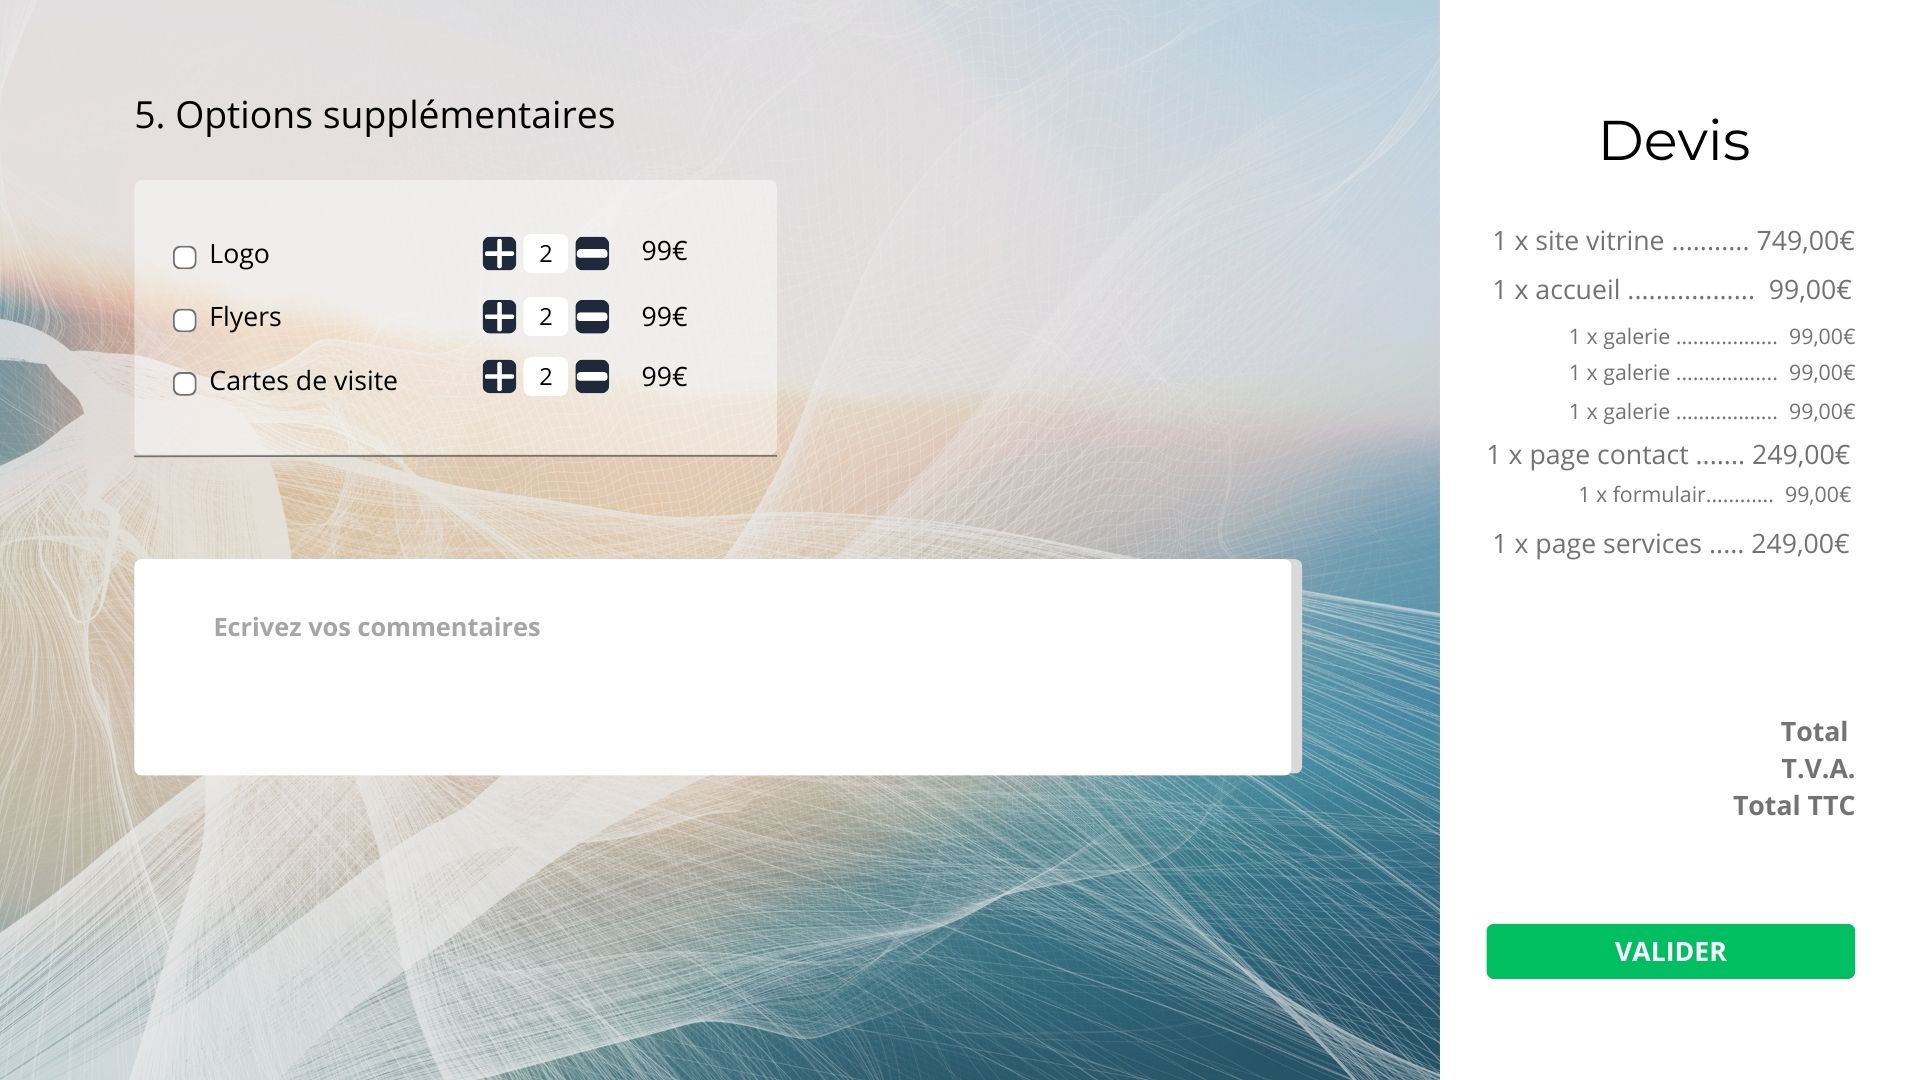 5. Options supplémentaires
Logo 2 99€
Flyers 2 99€
Cartes de visite 2 99€
Ecrivez vos commentaires
Devis
1 x site vitrine ........... 749,00€
1 x accueil .................. 99,00€
1 x galerie .................. 99,00€
1 x galerie .................. 99,00€
1 x galerie .................. 99,00€
1 x page contact ....... 249,00€
1 x formulair............ 99,00€
1 x page services ..... 249,00€
Total
T.V.A.
Total TTC
VALIDER